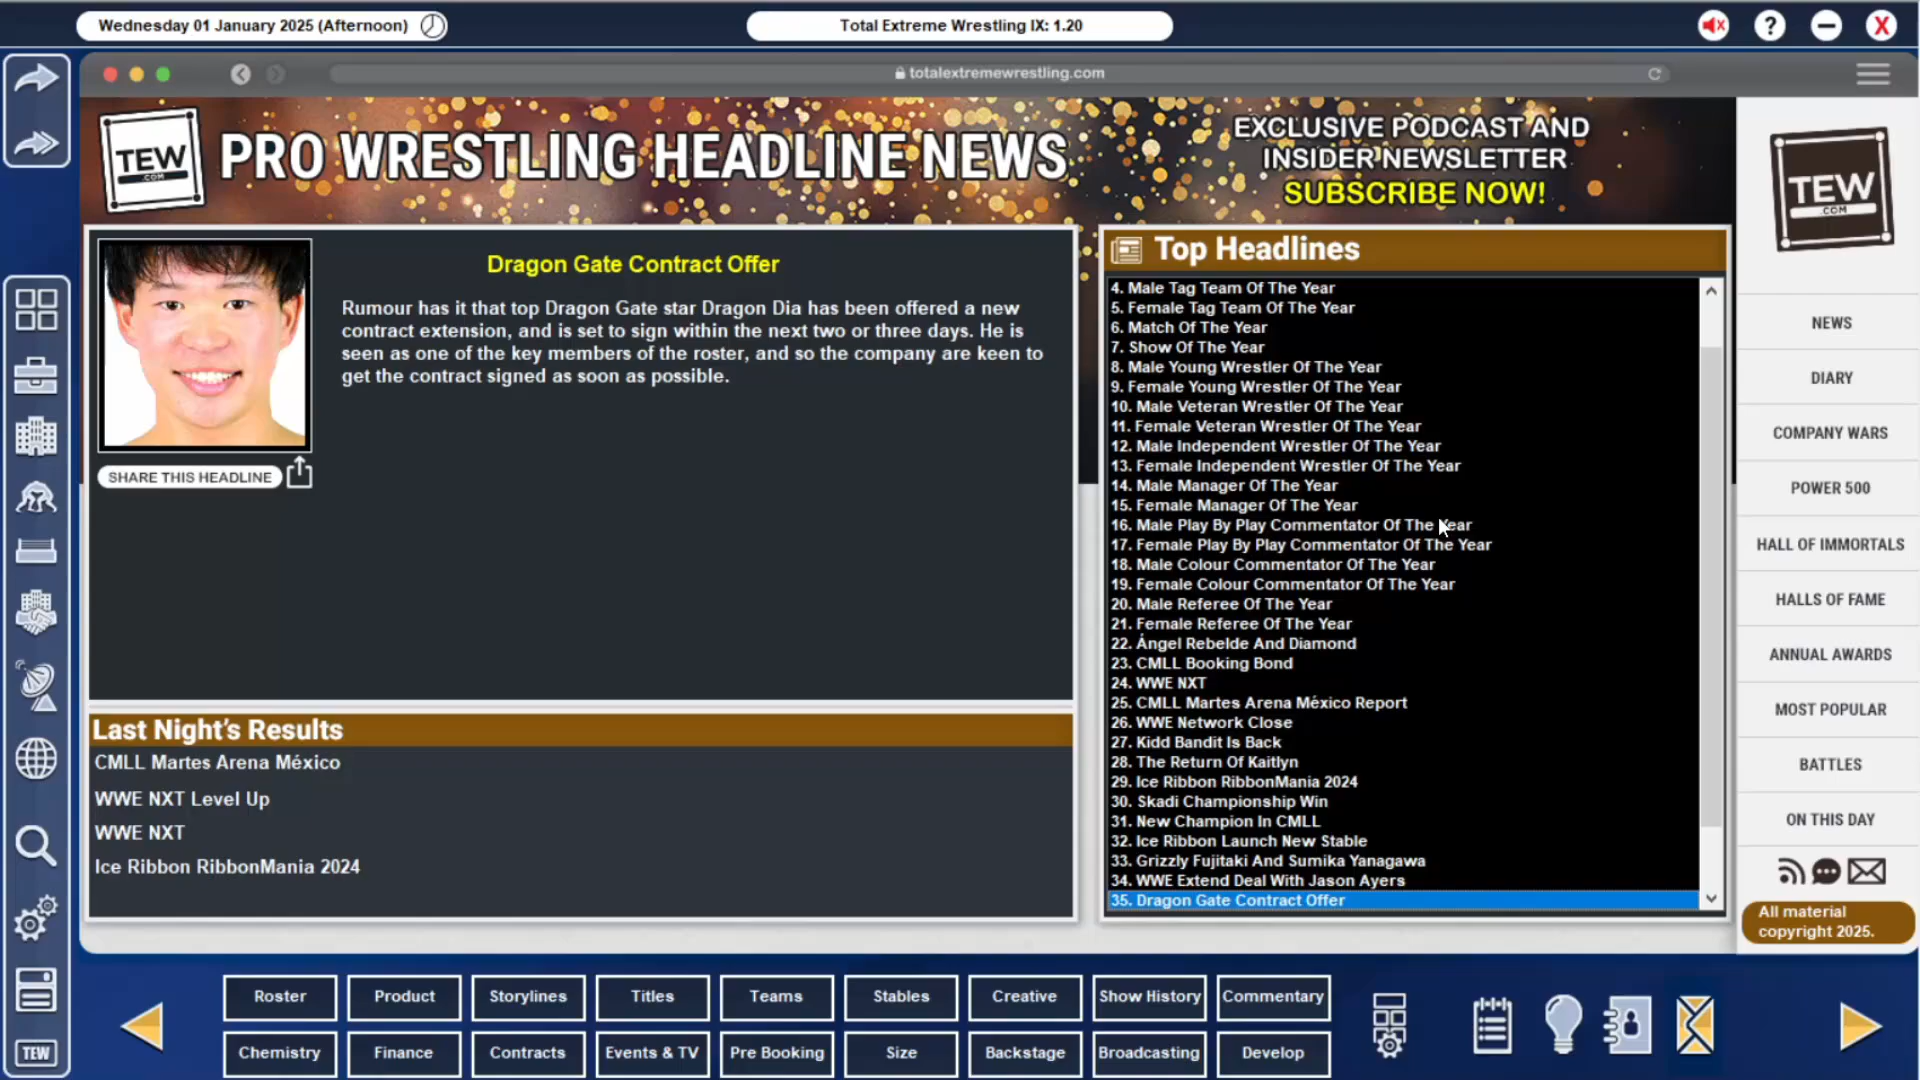 Wednesday 01 January 2025 (Afternoon)
Total Extreme Wrestling IX: 1.20
?
X
totalextremewrestling.com
TEW
.COM
PRO WRESTLING HEADLINE NEWS
EXCLUSIVE PODCAST AND
INSIDER NEWSLETTER
SUBSCRIBE NOW!
TEW
.COM
Dragon Gate Contract Offer
Rumour has it that top Dragon Gate star Dragon Dia has been offered a new
contract extension, and is set to sign within the next two or three days. He is
seen as one of the key members of the roster, and so the company are keen to
get the contract signed as soon as possible.
SHARE THIS HEADLINE
Last Night's Results
CMLL Martes Arena México
WWE NXT Level Up
WWE NXT
Ice Ribbon RibbonMania 2024
Top Headlines
4. Male Tag Team Of The Year
5. Female Tag Team Of The Year
6. Match Of The Year
7. Show Of The Year
8. Male Young Wrestler Of The Year
9. Female Young Wrestler Of The Year
10. Male Veteran Wrestler Of The Year
11. Female Veteran Wrestler Of The Year
12. Male Independent Wrestler Of The Year
13. Female Independent Wrestler Of The Year
14. Male Manager Of The Year
15. Female Manager Of The Year
16. Male Play By Play Commentator Of The Year
17. Female Play By Play Commentator Of The Year
18. Male Colour Commentator Of The Year
19. Female Colour Commentator Of The Year
20. Male Referee Of The Year
21. Female Referee Of The Year
22. Ángel Rebelde And Diamond
23. CMLL Booking Bond
24. WWE NXT
25. CMLL Martes Arena México Report
26. WWE Network Close
27. Kidd Bandit Is Back
28. The Return Of Kaitlyn
29. Ice Ribbon RibbonMania 2024
30. Skadi Championship Win
31. New Champion In CMLL
32. Ice Ribbon Launch New Stable
33. Grizzly Fujitaki And Sumika Yanagawa
34. WWE Extend Deal With Jason Ayers
35. Dragon Gate Contract Offer
NEWS
DIARY
COMPANY WARS
POWER 500
HALL OF IMMORTALS
HALLS OF FAME
ANNUAL AWARDS
MOST POPULAR
BATTLES
ON THIS DAY
All material
copyright 2025.
Roster
Product
Storylines
Titles
Teams
Stables
Creative
Show History
Commentary
Chemistry
Finance
Contracts
Events & TV
Pre Booking
Size
Backstage
Broadcasting
Develop
TEW